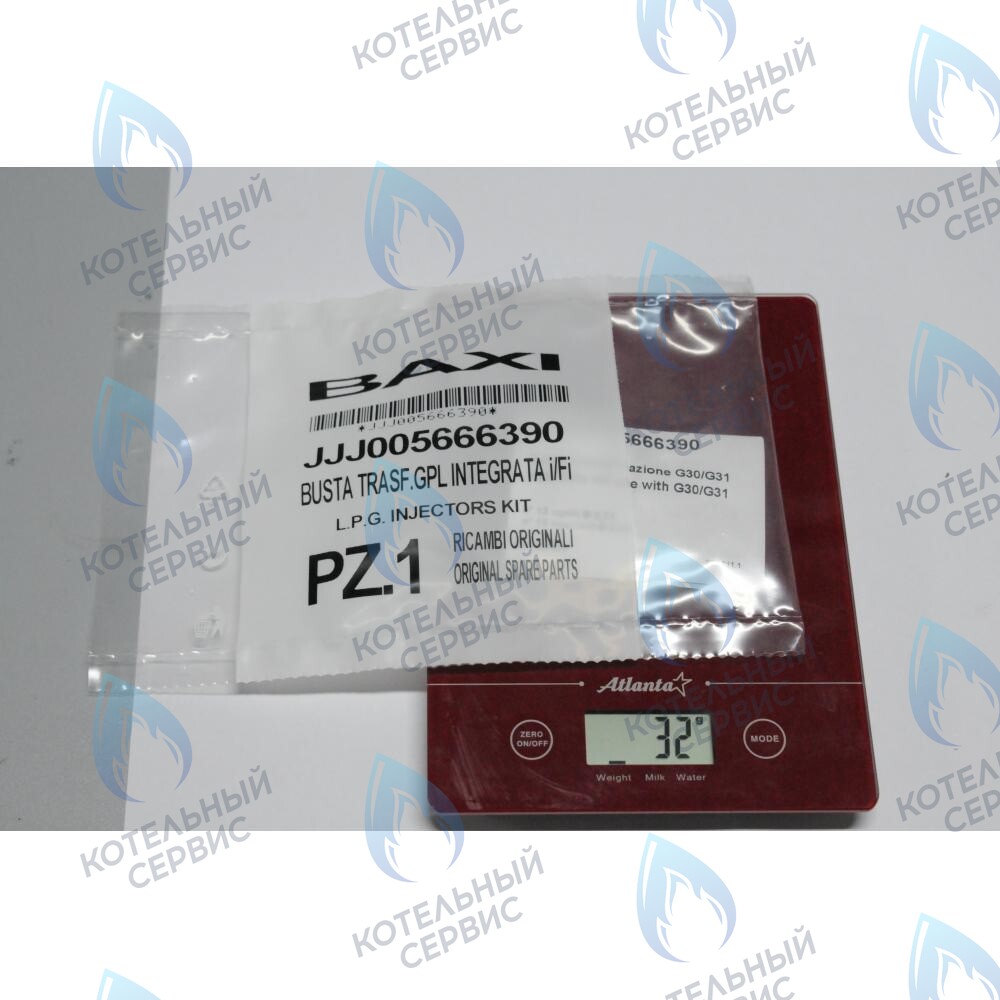 BAXI
*JJJ005666390*
JJJ005666390
BUSTA TRASF.GPL INTEGRATA i/Fi
L.P.G. INJECTORS KIT
PZ.1
RICAMBI ORIGINALI
ORIGINAL SPARE PARTS
5666390
azione G30/G31
e with G30/G31
Atlanta
ZERO
ON/OFF
32 g
MODE
Weight Milk Water
КОТЕЛЬНЫЙ
СЕРВИС